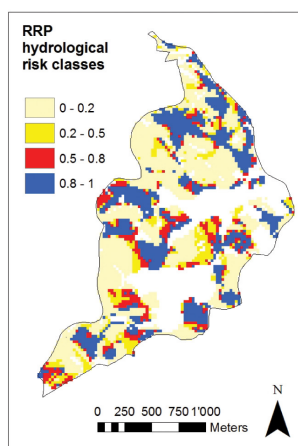 RRP
hydrological
risk classes
0 - 0.2
0.2 - 0.5
0.5 - 0.8
0.8 - 1
N
0 250 500 750 1'000
Meters